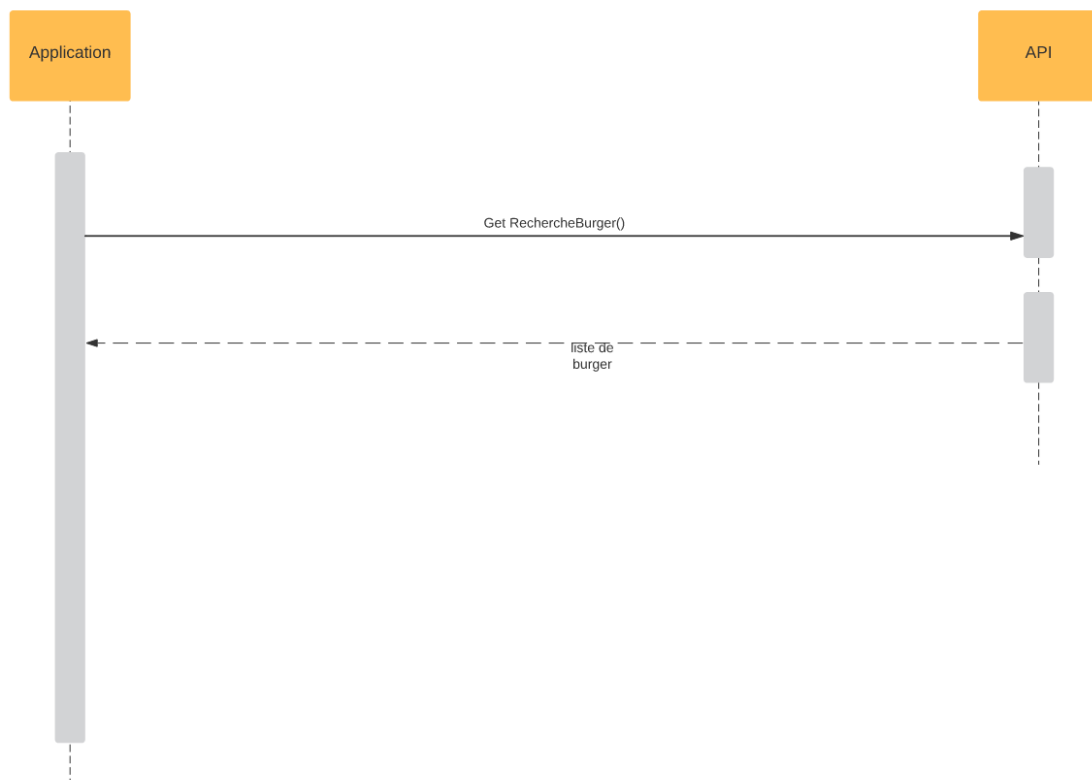 Application
API
Get RechercheBurger()
liste de
burger